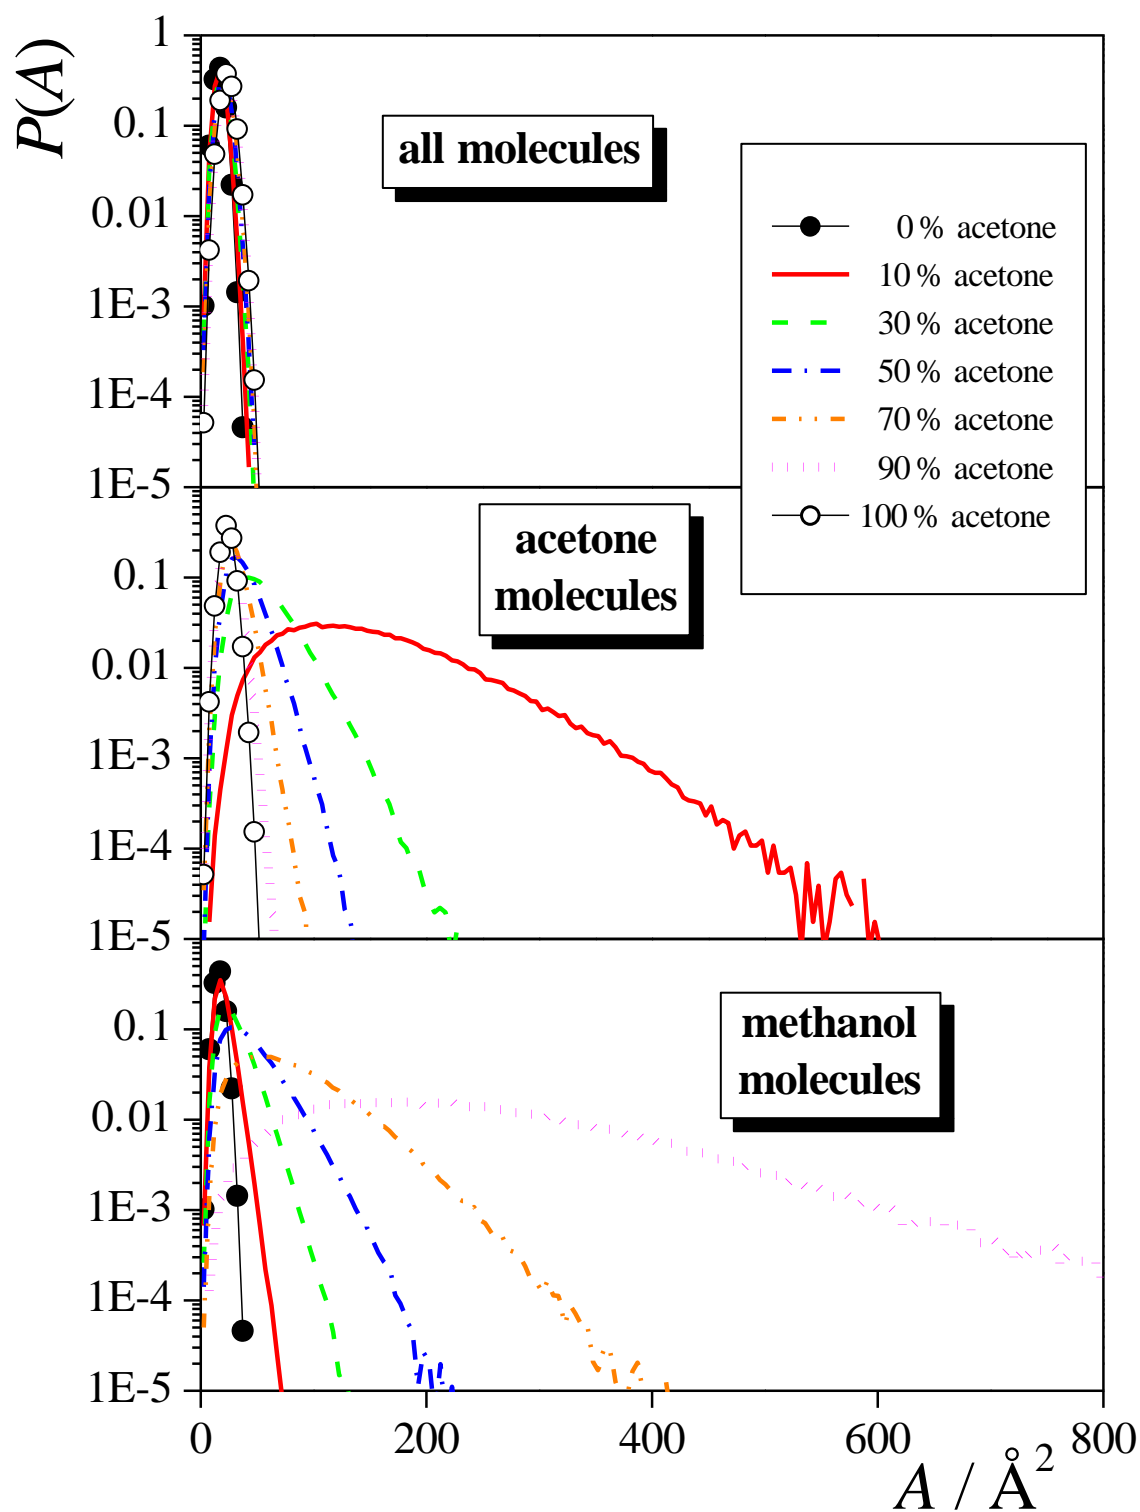 P(A)
1
0.1
0.01
1E-3
1E-4
1E-5
all molecules
0 % acetone
10 % acetone
30 % acetone
50 % acetone
70 % acetone
90 % acetone
100 % acetone
0.1
0.01
1E-3
1E-4
1E-5
acetone
molecules
0.1
0.01
1E-3
1E-4
1E-5
methanol
molecules
0 200 400 600 800
A / Å²